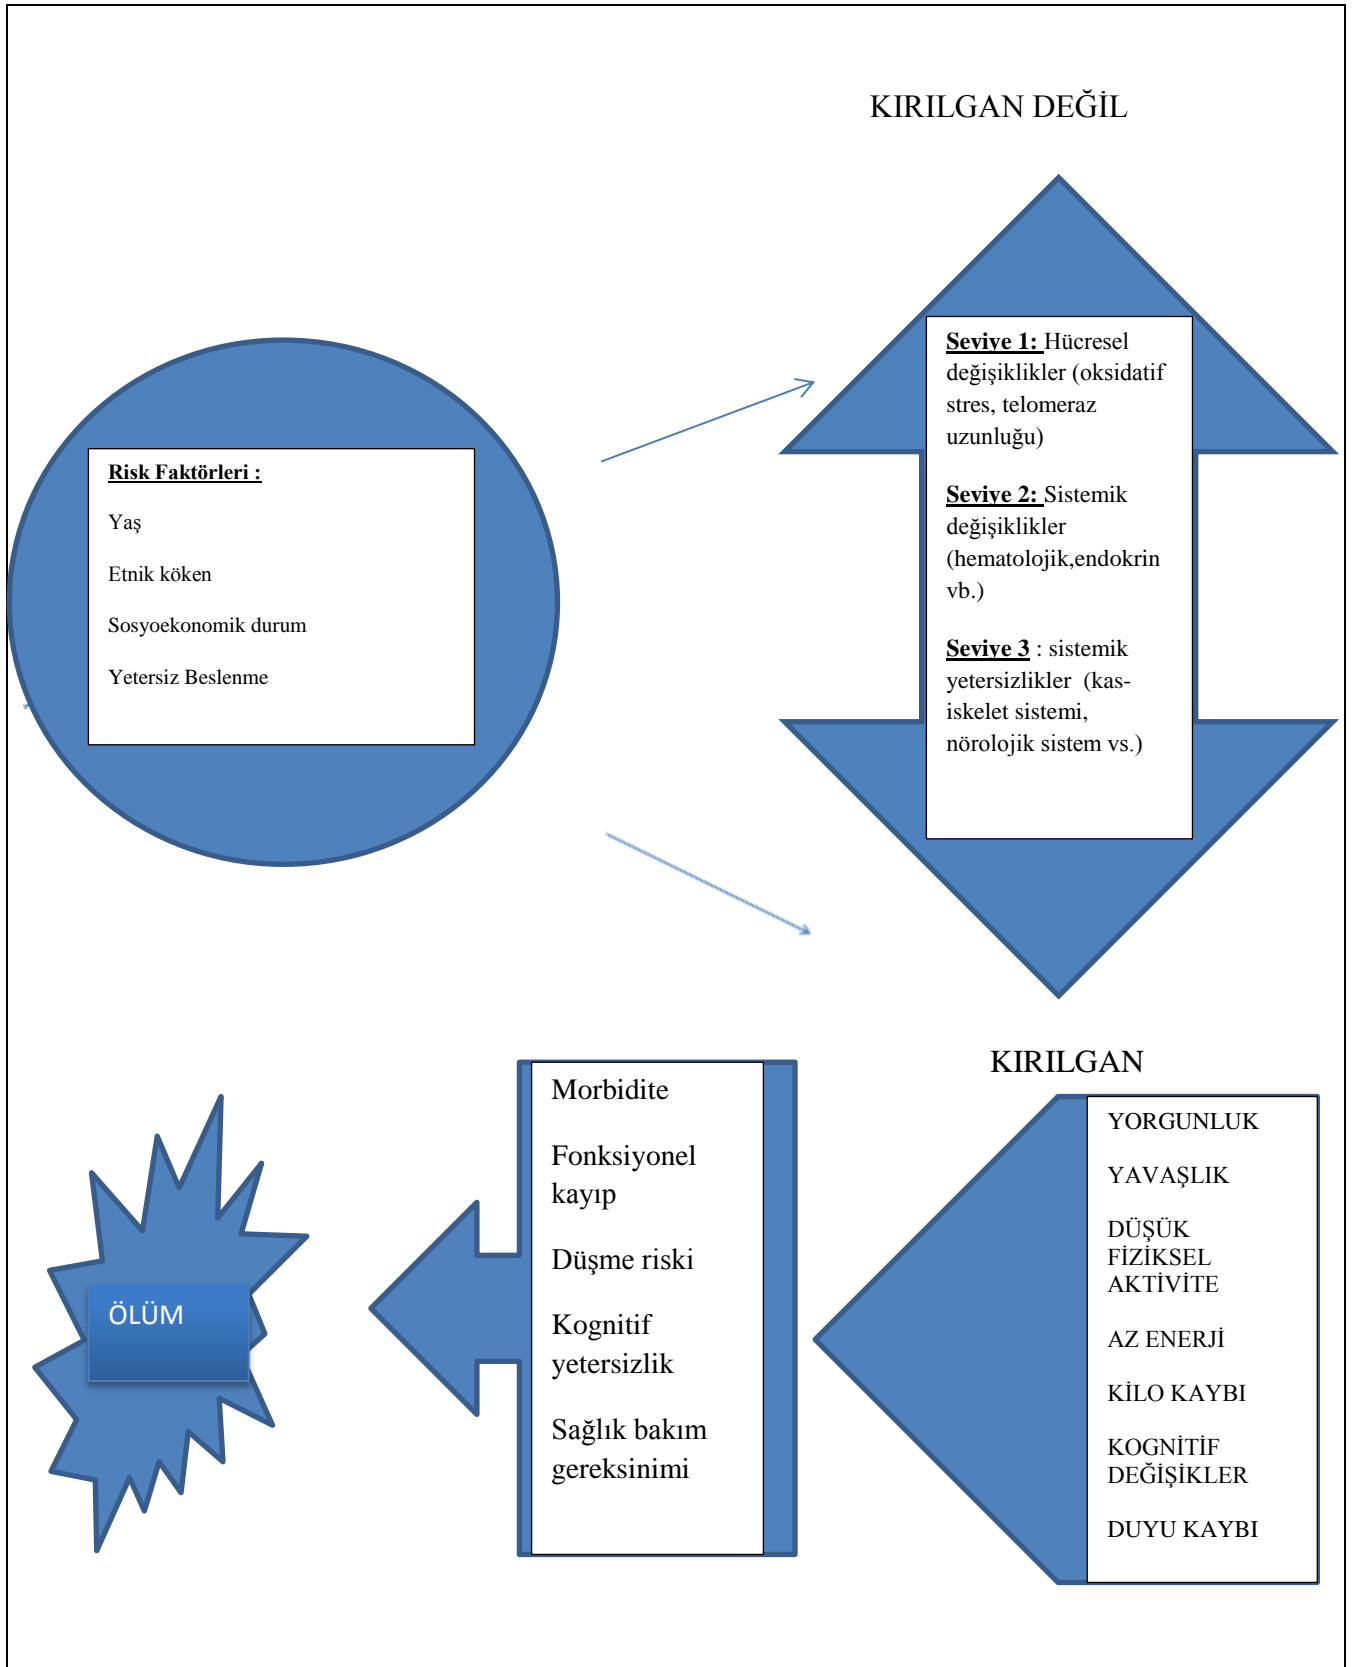 KIRILGAN DEĞİL
Risk Faktörleri :
Yaş
Etnik köken
Sosyoekonomik durum
Yetersiz Beslenme
Seviye 1: Hücresel
değişiklikler (oksidatif
stres, telomeraz
uzunluğu)
Seviye 2: Sistemik
değişiklikler
(hematolojik,endokrin
vb.)
Seviye 3 : sistemik
yetersizlikler (kas-
iskelet sistemi,
nörolojik sistem vs.)
KIRILGAN
YORGUNLUK
YAVAŞLIK
DÜŞÜK
FİZİKSEL
AKTİVİTE
AZ ENERJİ
KİLO KAYBI
KOGNİTİF
DEĞİŞİKLER
DUYU KAYBI
Morbidite
Fonksiyonel
kayıp
Düşme riski
Kognitif
yetersizlik
Sağlık bakım
gereksinimi
ÖLÜM